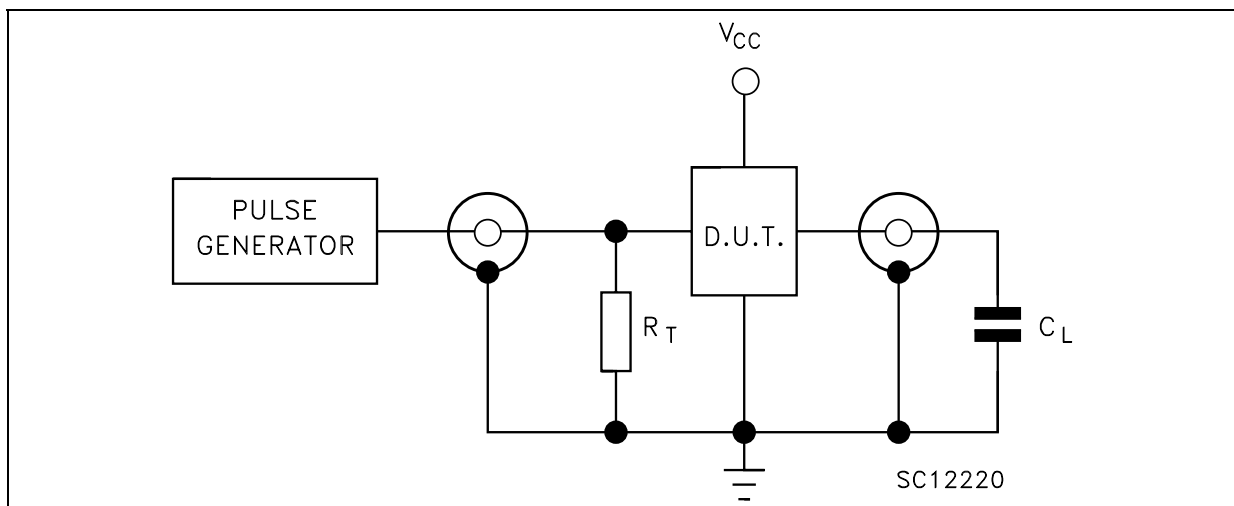 VCC
PULSE
GENERATOR
D.U.T.
RT
CL
SC12220